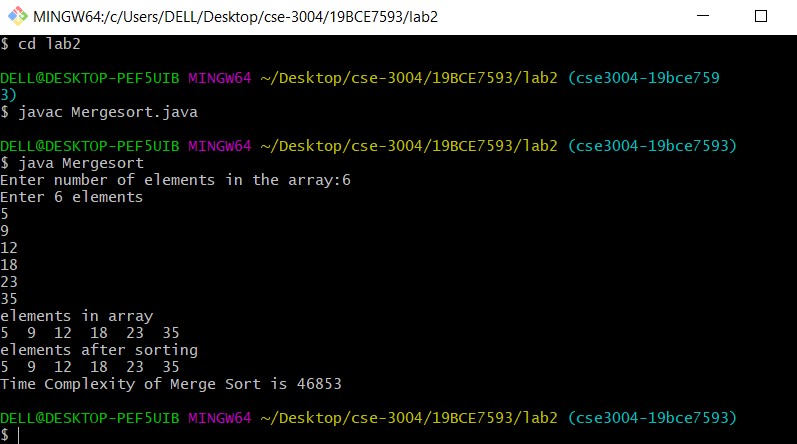 MINGW64:/c/Users/DELL/Desktop/cse-3004/19BCE7593/lab2
$ cd lab2
DELL@DESKTOP-PEF5UIB MINGW64 ~/Desktop/cse-3004/19BCE7593/lab2 (cse3004-19bce759
3)
$ javac Mergesort.java
DELL@DESKTOP-PEF5UIB MINGW64 ~/Desktop/cse-3004/19BCE7593/lab2 (cse3004-19bce7593)
$ java Mergesort
Enter number of elements in the array:6
Enter 6 elements
5
9
12
18
23
35
elements in array
5  9  12  18  23  35
elements after sorting
5  9  12  18  23  35
Time Complexity of Merge Sort is 46853
DELL@DESKTOP-PEF5UIB MINGW64 ~/Desktop/cse-3004/19BCE7593/lab2 (cse3004-19bce7593)
$